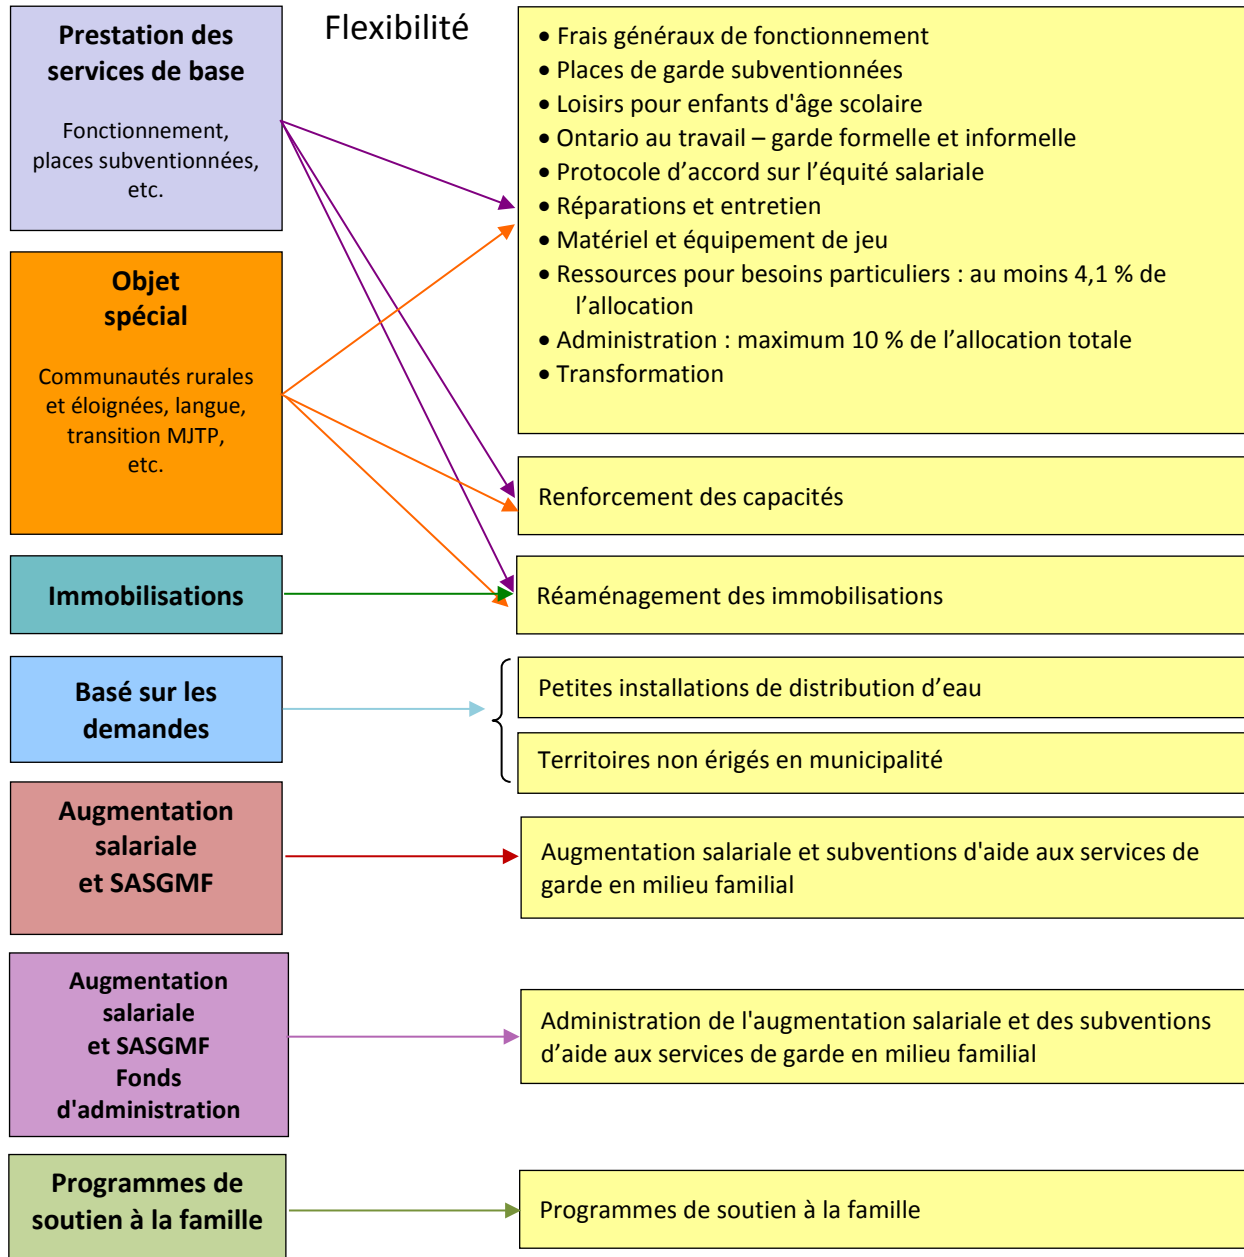 Flexibilité
Prestation des
services de base
Fonctionnement,
places subventionnées,
etc.
• Frais généraux de fonctionnement
• Places de garde subventionnées
• Loisirs pour enfants d'âge scolaire
• Ontario au travail – garde formelle et informelle
• Protocole d’accord sur l’équité salariale
• Réparations et entretien
• Matériel et équipement de jeu
• Ressources pour besoins particuliers : au moins 4,1 % de
l’allocation
• Administration : maximum 10 % de l’allocation totale
• Transformation
Objet
spécial
Communautés rurales
et éloignées, langue,
transition MJTP,
etc.
Renforcement des capacités
Immobilisations
Réaménagement des immobilisations
Basé sur les
demandes
Petites installations de distribution d’eau
Territoires non érigés en municipalité
Augmentation
salariale
et SASGMF
Augmentation salariale et subventions d'aide aux services de
garde en milieu familial
Augmentation
salariale
et SASGMF
Fonds
d'administration
Administration de l'augmentation salariale et des subventions
d’aide aux services de garde en milieu familial
Programmes de
soutien à la famille
Programmes de soutien à la famille